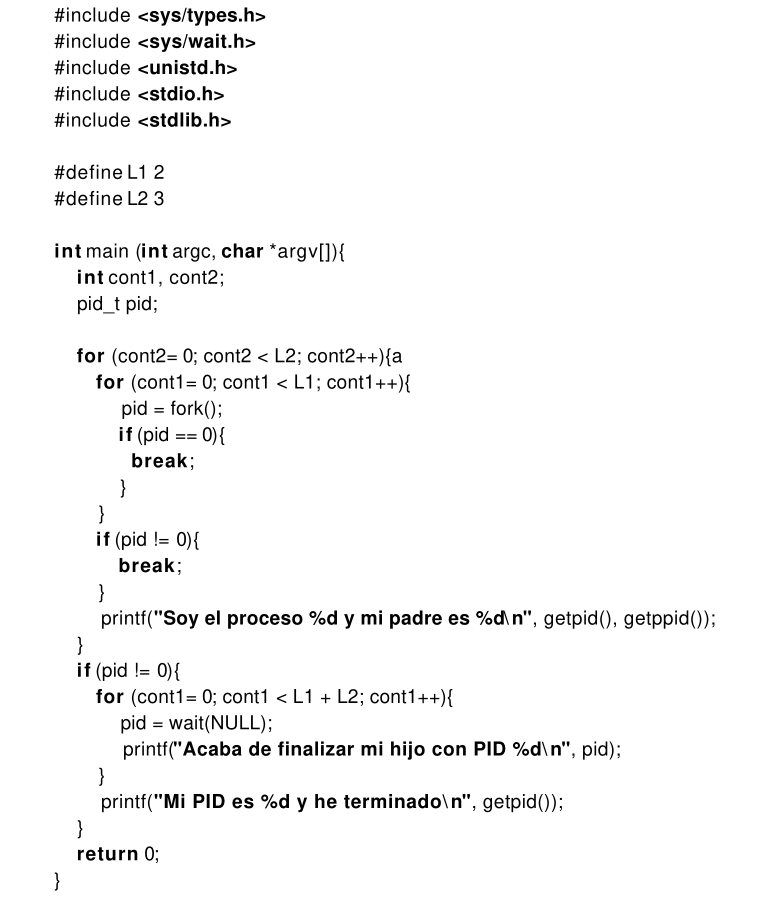 #include <sys/types.h>
#include <sys/wait.h>
#include <unistd.h>
#include <stdio.h>
#include <stdlib.h>
#define L1 2
#define L2 3
int main (int argc, char *argv[]){
int cont1, cont2;
pid_t pid;
for (cont2= 0; cont2 < L2; cont2++){a
for (cont1= 0; cont1 < L1; cont1++){
pid = fork();
if (pid == 0){
break;
}
}
if (pid != 0){
break;
}
printf("Soy el proceso %d y mi padre es %d\n", getpid(), getppid());
}
if (pid != 0){
for (cont1= 0; cont1 < L1 + L2; cont1++){
pid = wait(NULL);
printf("Acaba de finalizar mi hijo con PID %d\n", pid);
}
printf("Mi PID es %d y he terminado\n", getpid());
}
return 0;
}